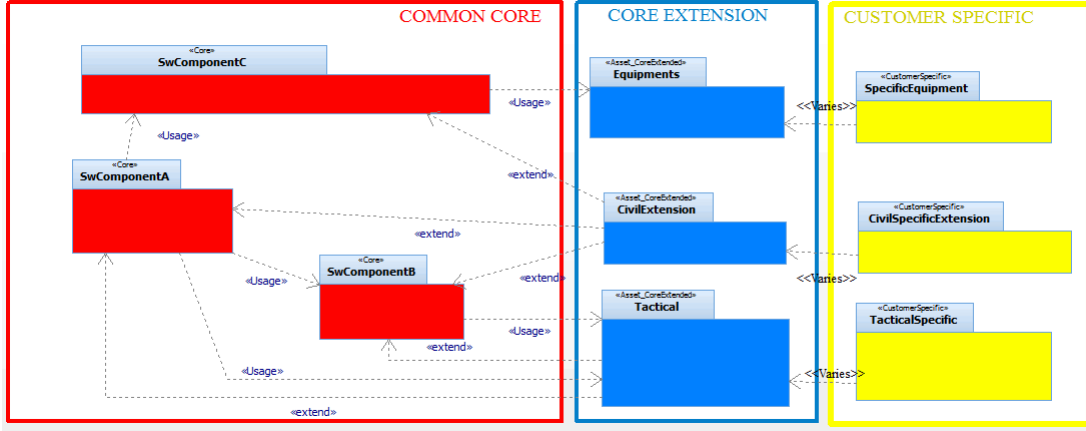 COMMON CORE
CORE EXTENSION
CUSTOMER SPECIFIC
«Core»
SwComponentC
«Asset_CoreExtended»
Equipments
«CustomerSpecific»
SpecificEquipment
«Usage»
<<Varies>>
«Usage»
«Core»
SwComponentA
«extend»
«Asset_CoreExtended»
CivilExtension
«CustomerSpecific»
CivilSpecificExtension
«extend»
«Core»
SwComponentB
«Usage»
«extend»
<<Varies>>
«Asset_CoreExtended»
Tactical
«CustomerSpecific»
TacticalSpecific
«Usage»
«extend»
«Usage»
<<Varies>>
«extend»